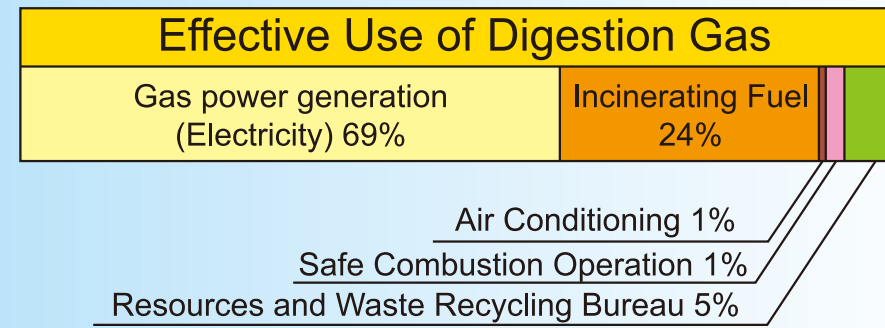 Effective Use of Digestion Gas
Gas power generation
(Electricity) 69%
Incinerating Fuel
24%
Air Conditioning 1%
Safe Combustion Operation 1%
Resources and Waste Recycling Bureau 5%